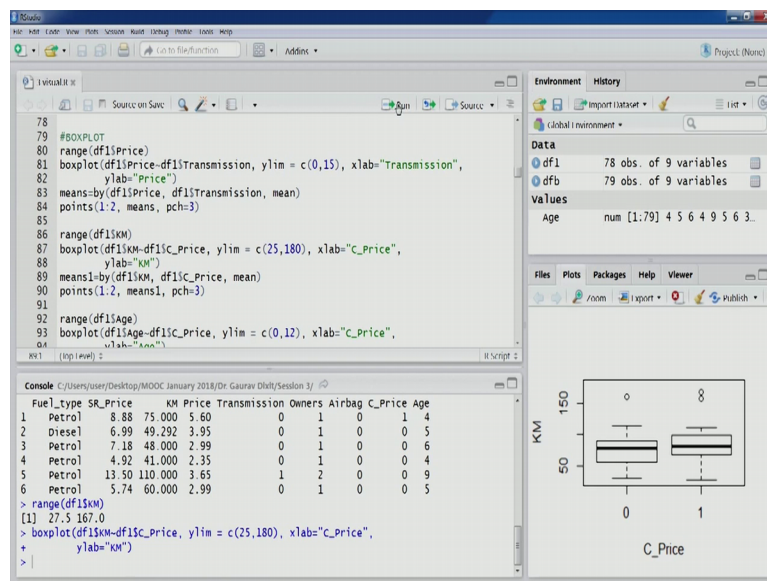 RStudio
File Edit Code View Plots Session Build Debug Profile Tools Help
Go to file/function
Addins
Project: (None)
1 visual.R
Source on Save
Run
Source
78
79 #BOXPLOT
80 range(df1$Price)
81 boxplot(df1$Price~df1$Transmission, ylim = c(0,15), xlab="Transmission",
82 ylab="Price")
83 means=by(df1$Price, df1$Transmission, mean)
84 points(1:2, means, pch=3)
85
86 range(df1$KM)
87 boxplot(df1$KM~df1$C_Price, ylim = c(25,180), xlab="C_Price",
88 ylab="KM")
89 means1=by(df1$KM, df1$C_Price, mean)
90 points(1:2, means1, pch=3)
91
92 range(df1$Age)
93 boxplot(df1$Age~df1$C_Price, ylim = c(0,12), xlab="C_Price",
94 ylab="Age")
89:1 (Top Level) R Script
Console C:/Users/user/Desktop/MOOC January 2018/Dr. Gaurav Dixit/Session 3/
Fuel_type SR_Price KM Price Transmission Owners Airbag C_Price Age
1 Petrol 8.88 75.000 5.60 0 1 0 1 4
2 Diesel 6.99 49.292 3.95 0 1 0 0 5
3 Petrol 7.18 48.000 2.99 0 1 0 0 6
4 Petrol 4.92 41.000 2.35 0 1 0 0 4
5 Petrol 13.50 110.000 3.65 1 2 0 0 9
6 Petrol 5.74 60.000 2.99 0 1 0 0 5
> range(df1$KM)
[1] 27.5 167.0
> boxplot(df1$KM~df1$C_Price, ylim = c(25,180), xlab="C_Price",
+ ylab="KM")
>
Environment History
Import Dataset
List
Global Environment
Data
df1 78 obs. of 9 variables
dfb 79 obs. of 9 variables
Values
Age num [1:79] 4 5 6 4 9 5 6 3…
Files Plots Packages Help Viewer
Zoom Export Publish
150
50
KM
0 1
C_Price